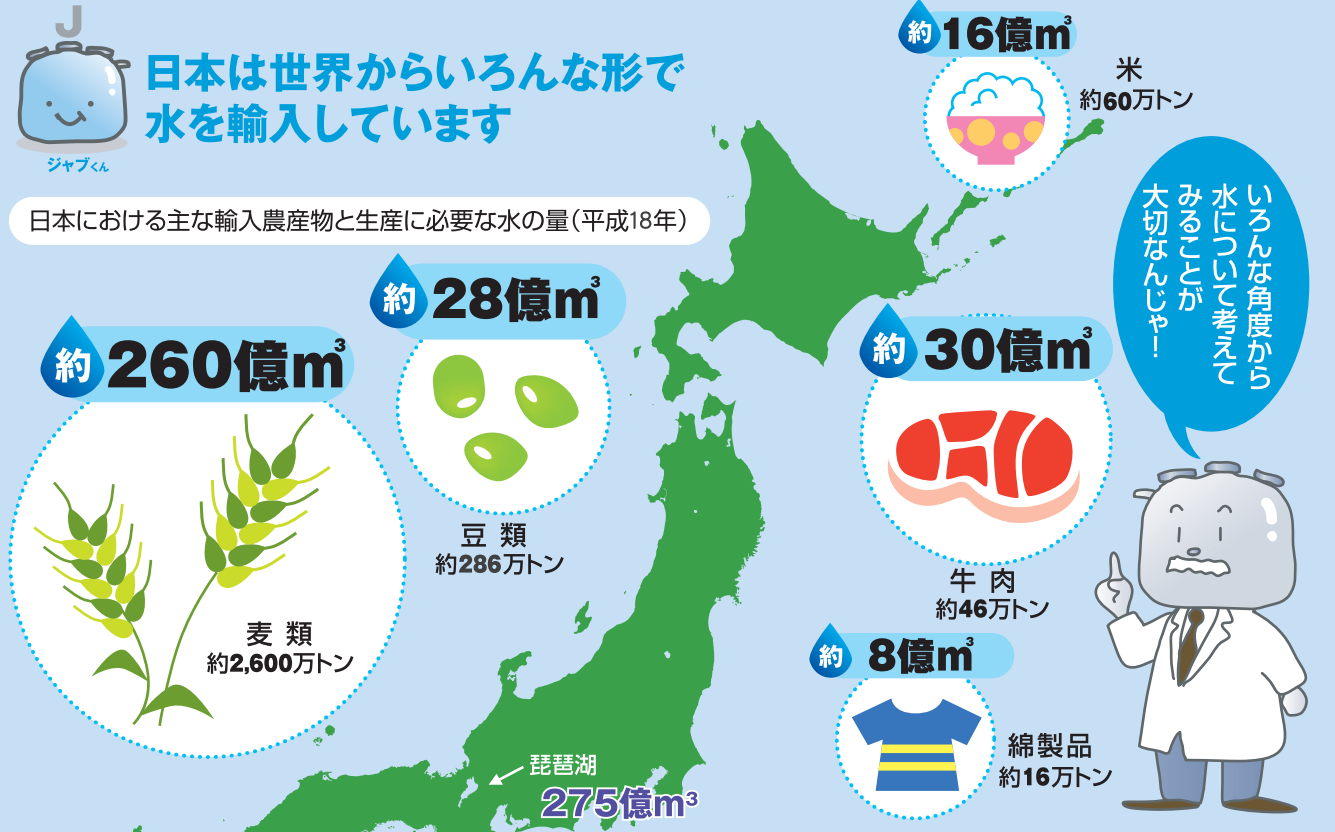 J
ジャブくん
日本は世界からいろんな形で
水を輸入しています
日本における主な輸入農産物と生産に必要な水の量（平成18年）
約260億m³
麦類
約2,600万トン
約28億m³
豆類
約286万トン
約16億m³
米
約60万トン
約30億m³
牛肉
約46万トン
約8億m³
綿製品
約16万トン
琵琶湖
275億m³
いろんな角度から
水について考えて
みることが
大切なんじゃ！